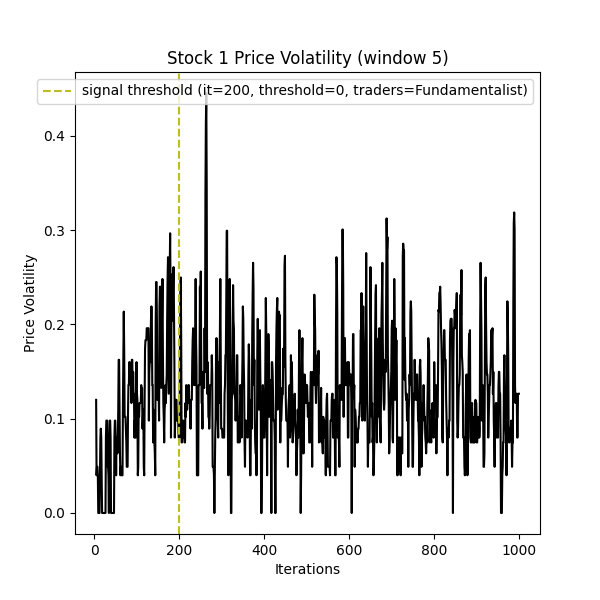 Stock 1 Price Volatility (window 5)
signal threshold (it=200, threshold=0, traders=Fundamentalist)
0.4
0.3
0.2
0.1
0.0
Price Volatility
0 200 400 600 800 1000
Iterations